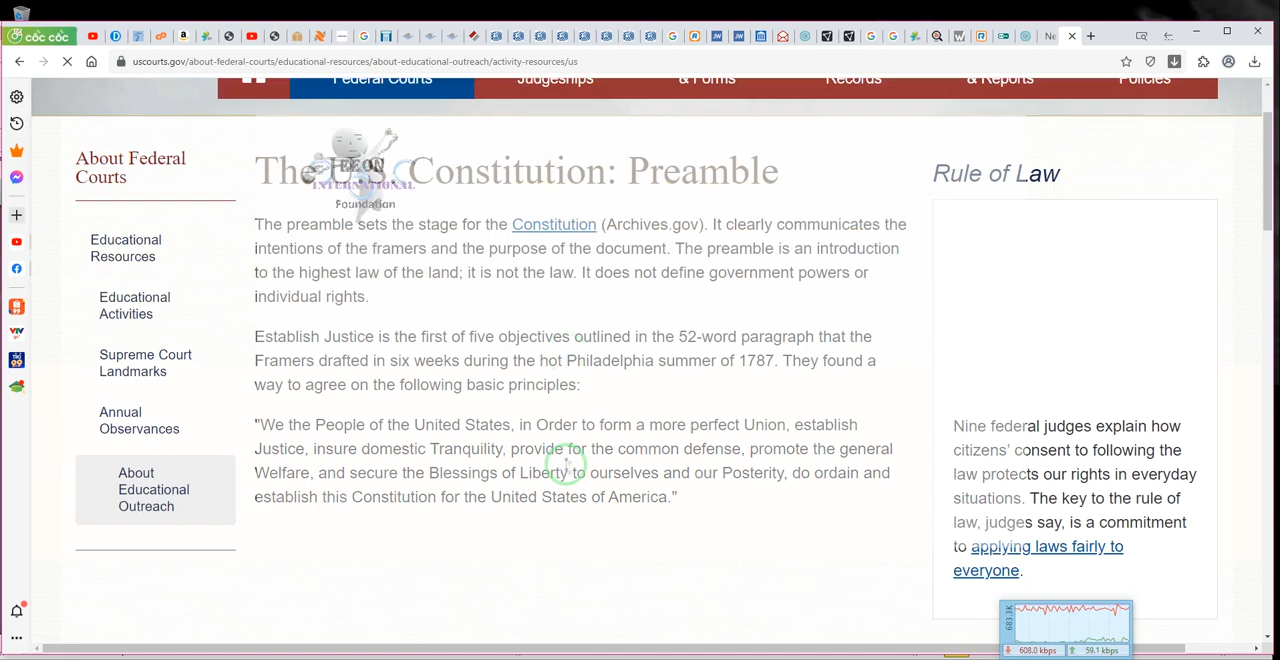 cốc cốc
Ne
uscourts.gov/about-federal-courts/educational-resources/about-educational-outreach/activity-resources/us
Federal Courts
Judgeships
& Forms
Records
& Reports
Policies
About Federal
Courts
Educational
Resources
Educational
Activities
Supreme Court
Landmarks
Annual
Observances
About
Educational
Outreach
The U.S. Constitution: Preamble
INTERNATIONAL
Foundation
The preamble sets the stage for the Constitution (Archives.gov). It clearly communicates the
intentions of the framers and the purpose of the document. The preamble is an introduction
to the highest law of the land; it is not the law. It does not define government powers or
individual rights.
Establish Justice is the first of five objectives outlined in the 52-word paragraph that the
Framers drafted in six weeks during the hot Philadelphia summer of 1787. They found a
way to agree on the following basic principles:
"We the People of the United States, in Order to form a more perfect Union, establish
Justice, insure domestic Tranquility, provide for the common defense, promote the general
Welfare, and secure the Blessings of Liberty to ourselves and our Posterity, do ordain and
establish this Constitution for the United States of America."
Rule of Law
Nine federal judges explain how
citizens' consent to following the
law protects our rights in everyday
situations. The key to the rule of
law, judges say, is a commitment
to applying laws fairly to
everyone.
683.3K
608.0 kbps
59.1 kbps